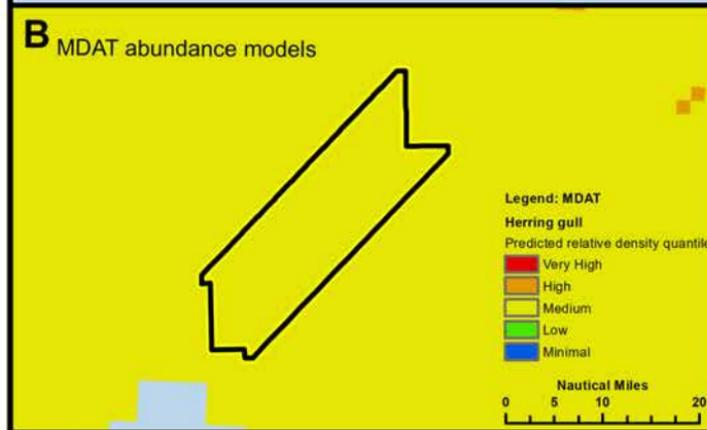 B MDAT abundance models
Legend: MDAT
Herring gull
Predicted relative density quantile
Very High
High
Medium
Low
Minimal
Nautical Miles
0 5 10 20